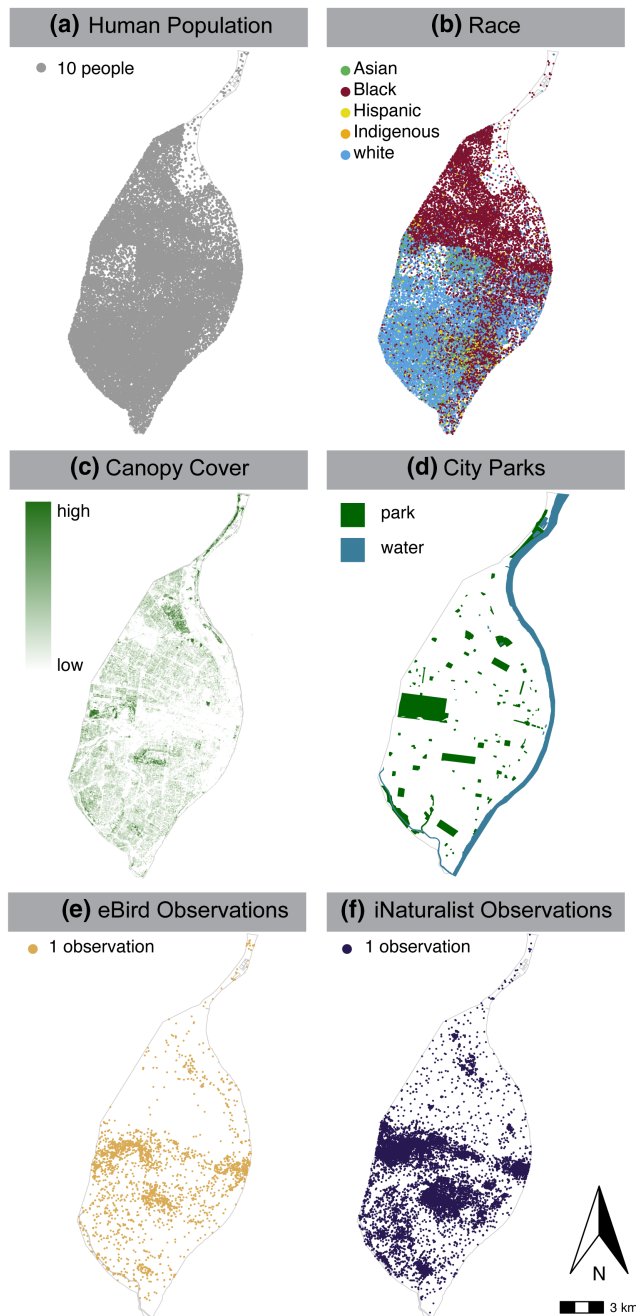 (a) Human Population
10 people
(b) Race
Asian
Black
Hispanic
Indigenous
white
(c) Canopy Cover
high
low
(d) City Parks
park
water
(e) eBird Observations
1 observation
(f) iNaturalist Observations
1 observation
N
3 km